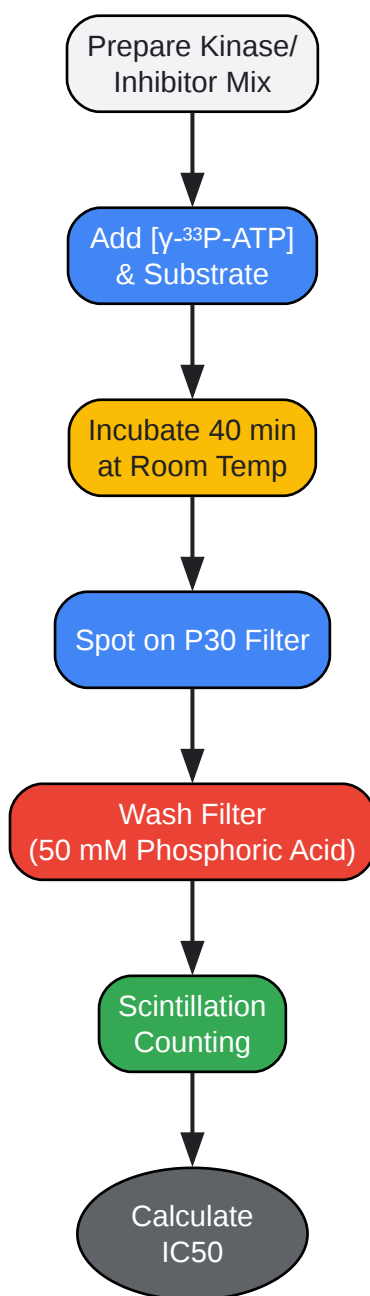 Prepare Kinase/
Inhibitor Mix
Add [γ-³³P-ATP]
& Substrate
Incubate 40 min
at Room Temp
Spot on P30 Filter
Wash Filter
(50 mM Phosphoric Acid)
Scintillation
Counting
Calculate
IC50